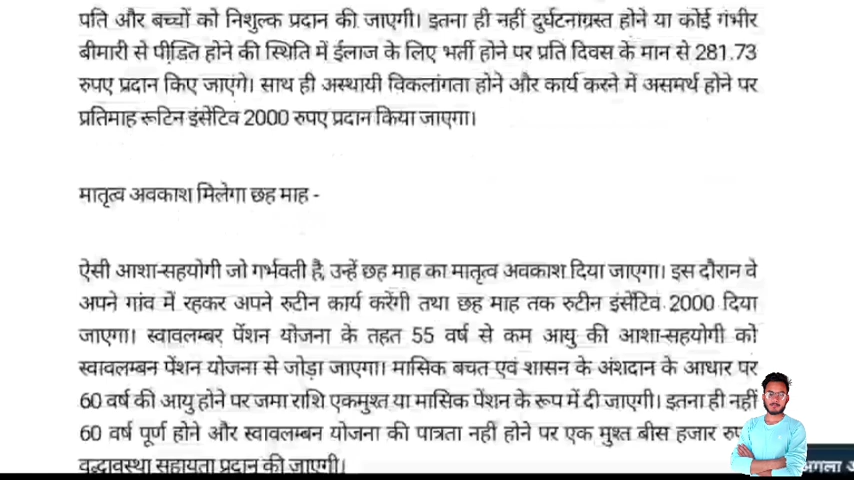 पति और बच्चों को निशुल्क प्रदान की जाएगी। इतना ही नहीं दुर्घटनाग्रस्त होने या कोई गंभीर
बीमारी से पीड़ित होने की स्थिति में ईलाज के लिए भर्ती होने पर प्रति दिवस के मान से 281.73
रुपए प्रदान किए जाएंगे। साथ ही अस्थायी विकलांगता होने और कार्य करने में असमर्थ होने पर
प्रतिमाह रूटिन इंसेटिव 2000 रुपए प्रदान किया जाएगा।
मातृत्व अवकाश मिलेगा छह माह -
ऐसी आशा-सहयोगी जो गर्भवती है, उन्हें छह माह का मातृत्व अवकाश दिया जाएगा। इस दौरान वे
अपने गांव में रहकर अपने रुटीन कार्य करेंगी तथा छह माह तक रुटीन इंसेंटिव 2000 दिया
जाएगा। स्वावलम्बर पेंशन योजना के तहत 55 वर्ष से कम आयु की आशा-सहयोगी को
स्वावलम्बन पेंशन योजना से जोड़ा जाएगा। मासिक बचत एवं शासन के अंशदान के आधार पर
60 वर्ष की आयु होने पर जमा राशि एकमुश्त या मासिक पेंशन के रूप में दी जाएगी। इतना ही नहीं
60 वर्ष पूर्ण होने और स्वावलम्बन योजना की पात्रता नही होने पर एक मुश्त बीस हजार
वृद्धावस्था सहायता प्रदान की जाएगी।
अगला